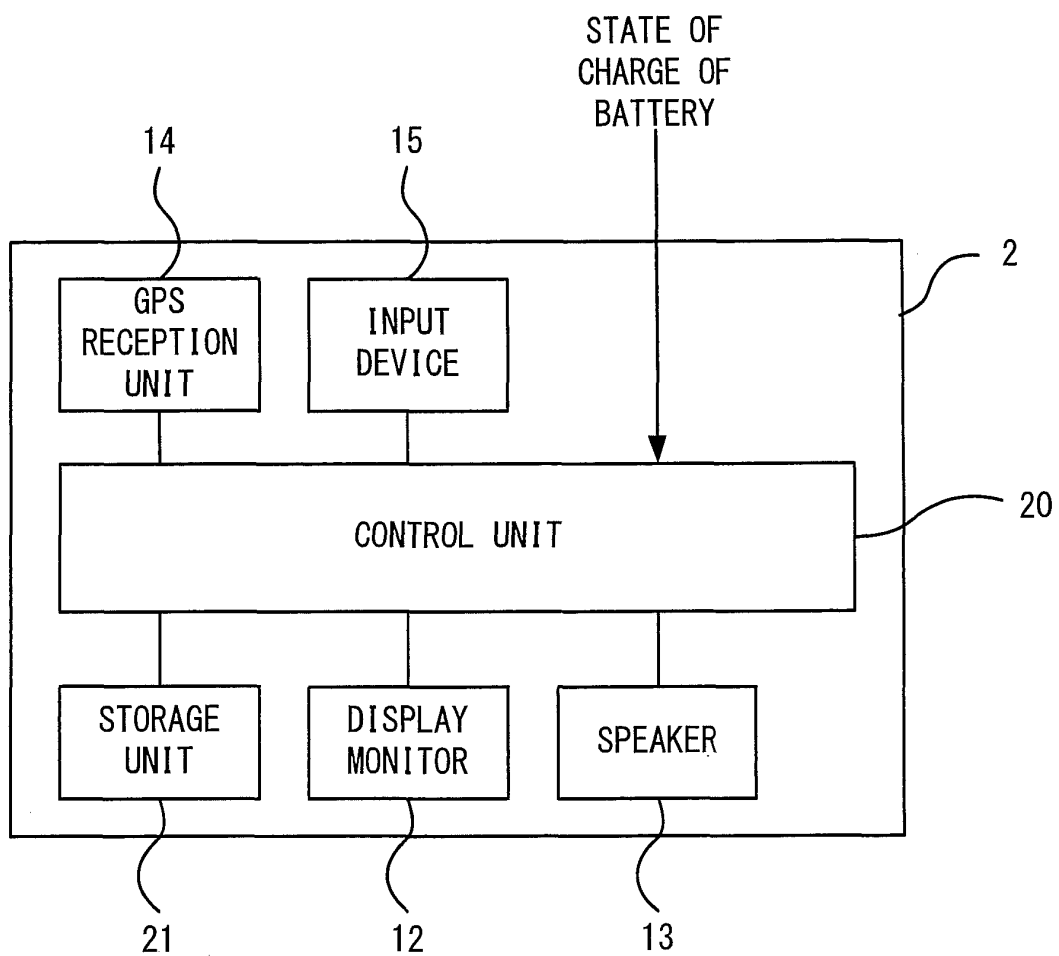 STATE OF
CHARGE OF
BATTERY
14
15
2
GPS
RECEPTION
UNIT
INPUT
DEVICE
20
CONTROL UNIT
STORAGE
UNIT
DISPLAY
MONITOR
SPEAKER
21
12
13